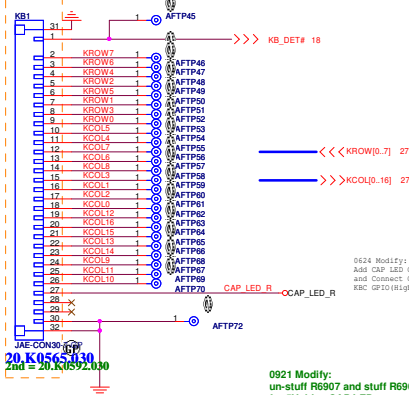 KB1
1 AFTP45
31
1
KB_DET# 18
2 KROW7 1 AFTP46
3 KROW6 1 AFTP47
4 KROW4 1 AFTP48
5 KROW2 1 AFTP49
6 KROW5 1 AFTP50
7 KROW1 1 AFTP51
8 KROW3 1 AFTP52
9 KROW0 1 AFTP53
10 KCOL5 1 AFTP54
11 KCOL4 1 AFTP55
12 KCOL7 1 AFTP56
13 KCOL6 1 AFTP57
14 KCOL8 1 AFTP58
15 KCOL3 1 AFTP59
16 KCOL1 1 AFTP60
17 KCOL2 1 AFTP61
18 KCOL0 1 AFTP63
19 KCOL12 1 AFTP64
20 KCOL16 1 AFTP65
21 KCOL15 1 AFTP66
22 KCOL13 1 AFTP68
23 KCOL14 1 AFTP67
24 KCOL9 1 AFTP69
25 KCOL11 1 AFTP70
26 KCOL10 1
KROW[0..7] 27
KCOL[0..16] 27
27 CAP_LED_R CAP_LED_R
28
29
30 1 AFTP72
32
JAE-CON30
GP
20.K0565.030
2nd = 20.K0592.030
0624 Modify:
Add CAP LED
and Connect
KBC GPIO(High
0921 Modify:
un-stuff R6907 and stuff R690